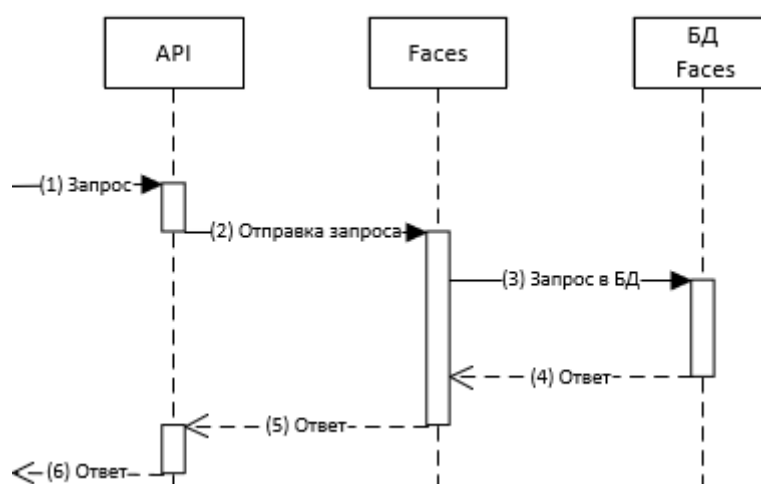 API
Faces
БД
Faces
(1) Запрос
(2) Отправка запроса
(3) Запрос в БД
(4) Ответ
(5) Ответ
(6) Ответ